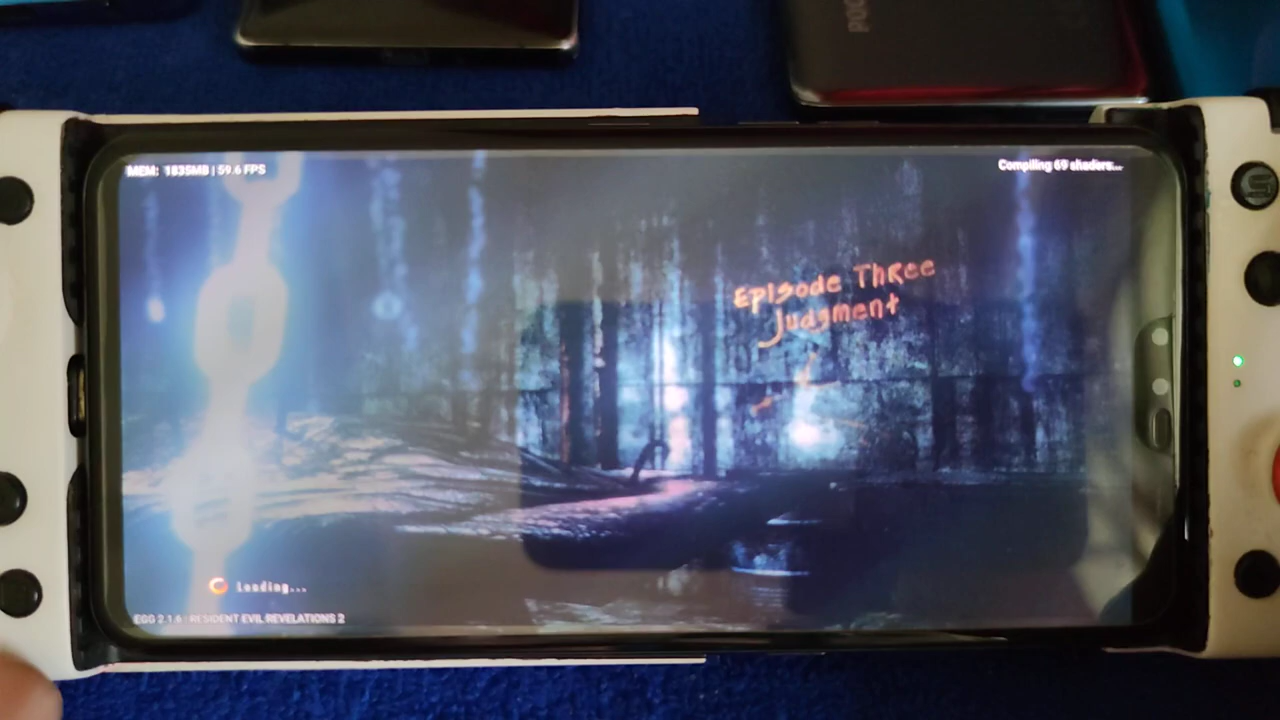 POCO
MEM: 1835MB | 59.6 FPS
Compiling 69 shaders...
Episode Three
Judgment
Loading...
EGG 2.1.6 | RESIDENT EVIL REVELATIONS 2